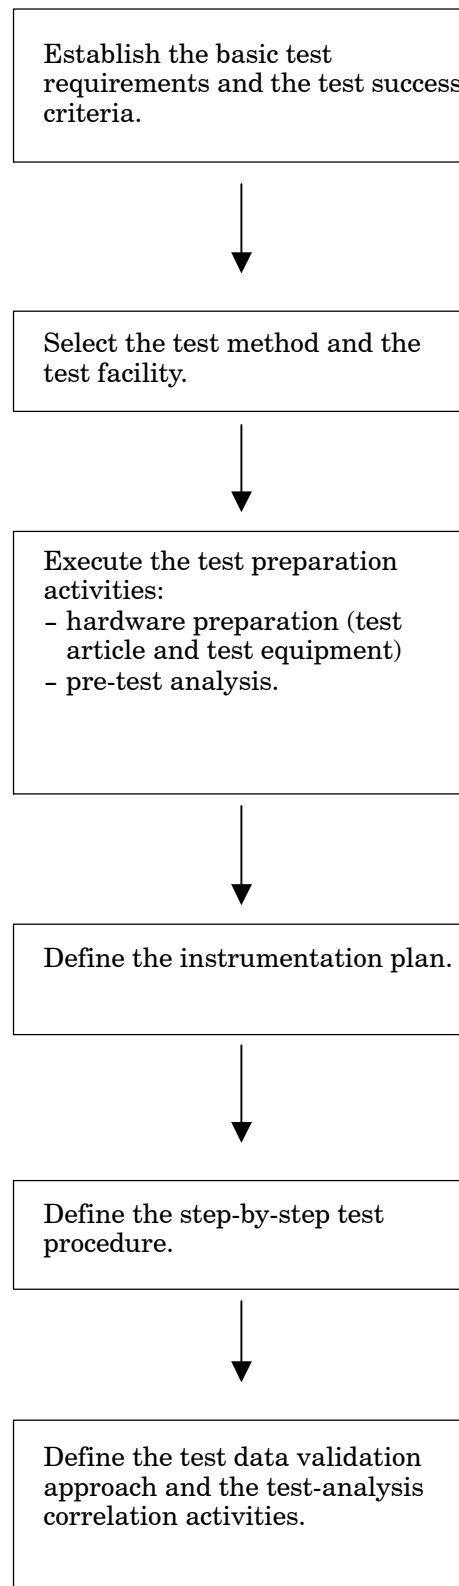 Establish the basic test
requirements and the test success
criteria.
Select the test method and the
test facility.
Execute the test preparation
activities:
– hardware preparation (test
article and test equipment)
– pre-test analysis.
Define the instrumentation plan.
Define the step-by-step test
procedure.
Define the test data validation
approach and the test-analysis
correlation activities.